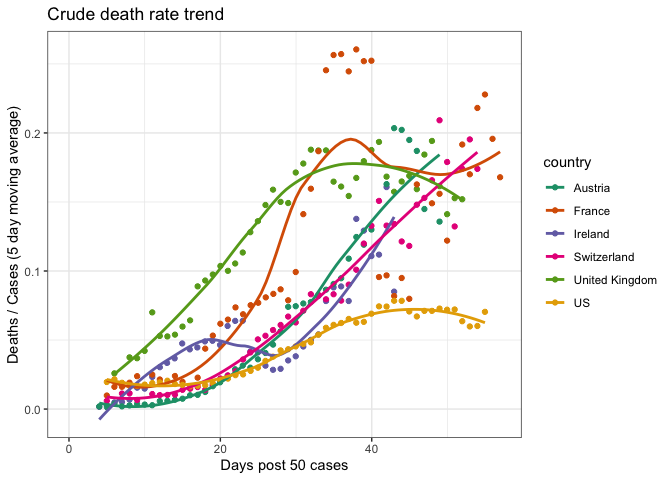 Crude death rate trend
Deaths / Cases (5 day moving average)
0.2
0.1
0.0
0
20
40
Days post 50 cases
country
Austria
France
Ireland
Switzerland
United Kingdom
US